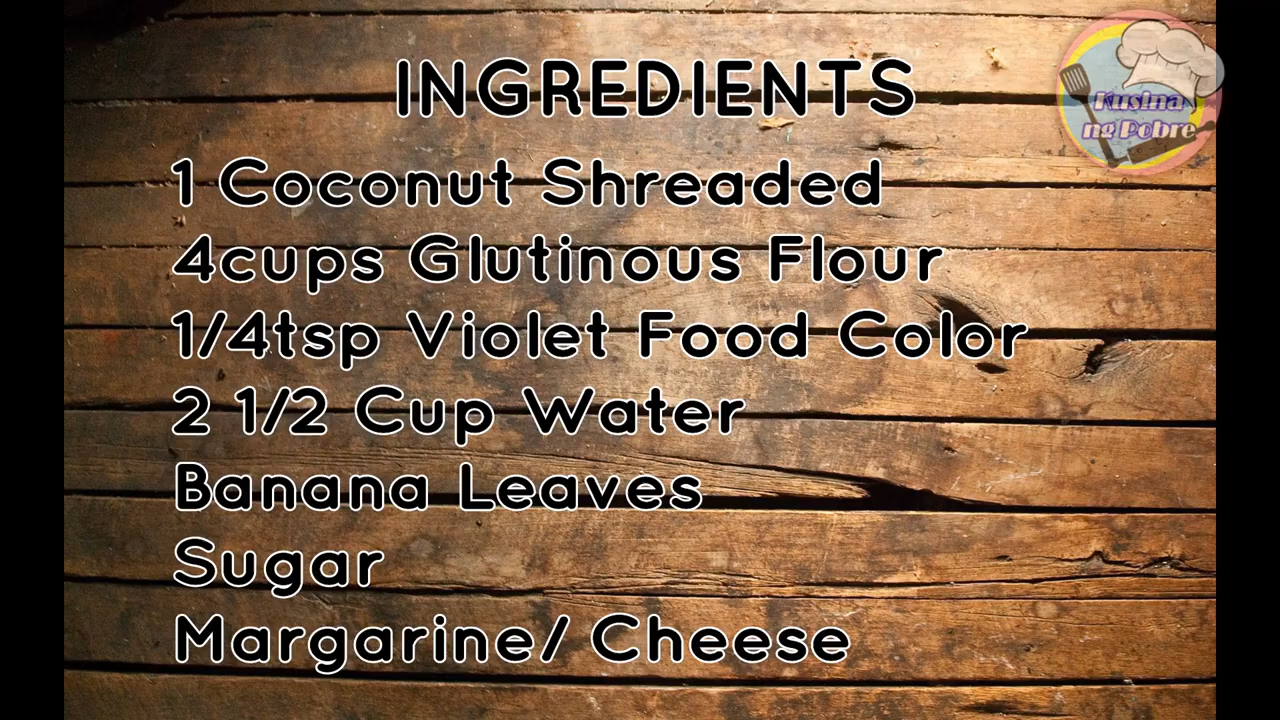 INGREDIENTS
Kusina
ng Pobre
1 Coconut Shreaded
4cups Glutinous Flour
1/4tsp Violet Food Color
2 1/2 Cup Water
Banana Leaves
Sugar
Margarine/ Cheese